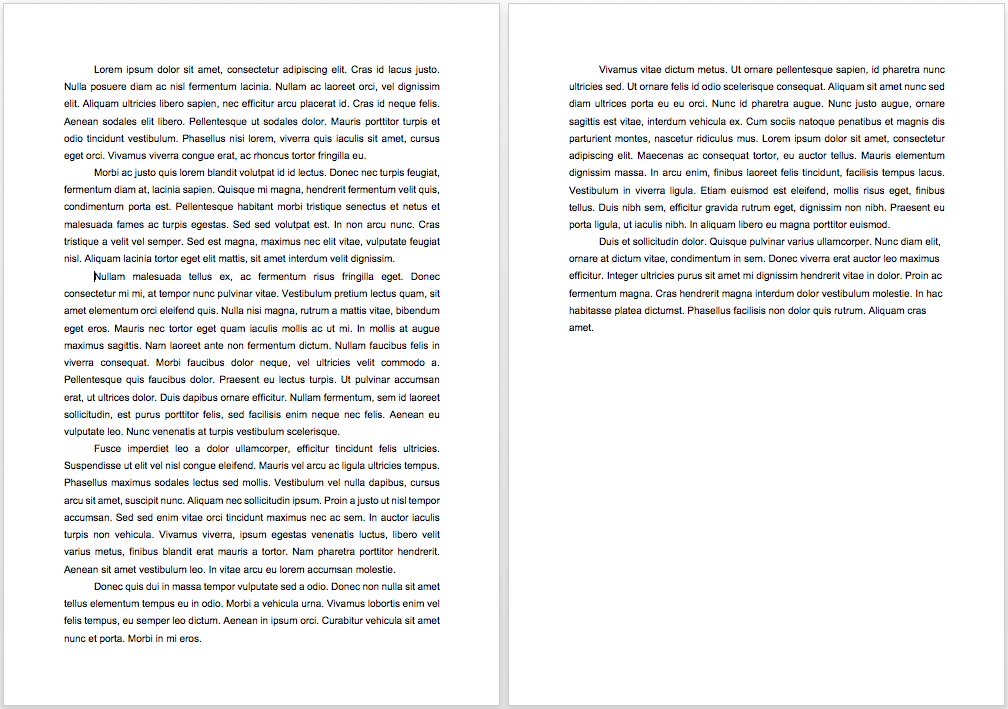 Lorem ipsum dolor sit amet, consectetur adipiscing elit. Cras id lacus justo.
Nulla posuere diam ac nisl fermentum lacinia. Nullam ac laoreet orci, vel dignissim
elit. Aliquam ultricies libero sapien, nec efficitur arcu placerat id. Cras id neque felis.
Aenean sodales elit libero. Pellentesque ut sodales dolor. Mauris porttitor turpis et
odio tincidunt vestibulum. Phasellus nisi lorem, viverra quis iaculis sit amet, cursus
eget orci. Vivamus viverra congue erat, ac rhoncus tortor fringilla eu.
Morbi ac justo quis lorem blandit volutpat id id lectus. Donec nec turpis feugiat,
fermentum diam at, lacinia sapien. Quisque mi magna, hendrerit fermentum velit quis,
condimentum porta est. Pellentesque habitant morbi tristique senectus et netus et
malesuada fames ac turpis egestas. Sed sed volutpat est. In non arcu nunc. Cras
tristique a velit vel semper. Sed est magna, maximus nec elit vitae, vulputate feugiat
nisl. Aliquam lacinia tortor eget elit mattis, sit amet interdum velit dignissim.
Nullam malesuada tellus ex, ac fermentum risus fringilla eget. Donec
consectetur mi mi, at tempor nunc pulvinar vitae. Vestibulum pretium lectus quam, sit
amet elementum orci eleifend quis. Nulla nisi magna, rutrum a mattis vitae, bibendum
eget eros. Mauris nec tortor eget quam iaculis mollis ac ut mi. In mollis at augue
maximus sagittis. Nam laoreet ante non fermentum dictum. Nullam faucibus felis in
viverra consequat. Morbi faucibus dolor neque, vel ultricies velit commodo a.
Pellentesque quis faucibus dolor. Praesent eu lectus turpis. Ut pulvinar accumsan
erat, ut ultrices dolor. Duis dapibus ornare efficitur. Nullam fermentum, sem id laoreet
sollicitudin, est purus porttitor felis, sed facilisis enim neque nec felis. Aenean eu
vulputate leo. Nunc venenatis at turpis vestibulum scelerisque.
Fusce imperdiet leo a dolor ullamcorper, efficitur tincidunt felis ultricies.
Suspendisse ut elit vel nisl congue eleifend. Mauris vel arcu ac ligula ultricies tempus.
Phasellus maximus sodales lectus sed mollis. Vestibulum vel nulla dapibus, cursus
arcu sit amet, suscipit nunc. Aliquam nec sollicitudin ipsum. Proin a justo ut nisl tempor
accumsan. Sed sed enim vitae orci tincidunt maximus nec ac sem. In auctor iaculis
turpis non vehicula. Vivamus viverra, ipsum egestas venenatis luctus, libero velit
varius metus, finibus blandit erat mauris a tortor. Nam pharetra porttitor hendrerit.
Aenean sit amet vestibulum leo. In vitae arcu eu lorem accumsan molestie.
Donec quis dui in massa tempor vulputate sed a odio. Donec non nulla sit amet
tellus elementum tempus eu in odio. Morbi a vehicula urna. Vivamus lobortis enim vel
felis tempus, eu semper leo dictum. Aenean in ipsum orci. Curabitur vehicula sit amet
nunc et porta. Morbi in mi eros.
Vivamus vitae dictum metus. Ut ornare pellentesque sapien, id pharetra nunc
ultricies sed. Ut ornare felis id odio scelerisque consequat. Aliquam sit amet nunc sed
diam ultrices porta eu eu orci. Nunc id pharetra augue. Nunc justo augue, ornare
sagittis est vitae, interdum vehicula ex. Cum sociis natoque penatibus et magnis dis
parturient montes, nascetur ridiculus mus. Lorem ipsum dolor sit amet, consectetur
adipiscing elit. Maecenas ac consequat tortor, eu auctor tellus. Mauris elementum
dignissim massa. In arcu enim, finibus laoreet felis tincidunt, facilisis tempus lacus.
Vestibulum in viverra ligula. Etiam euismod est eleifend, mollis risus eget, finibus
tellus. Duis nibh sem, efficitur gravida rutrum eget, dignissim non nibh. Praesent eu
porta ligula, ut iaculis nibh. In aliquam libero eu magna porttitor euismod.
Duis et sollicitudin dolor. Quisque pulvinar varius ullamcorper. Nunc diam elit,
ornare at dictum vitae, condimentum in sem. Donec viverra erat auctor leo maximus
efficitur. Integer ultricies purus sit amet mi dignissim hendrerit vitae in dolor. Proin ac
fermentum magna. Cras hendrerit magna interdum dolor vestibulum molestie. In hac
habitasse platea dictumst. Phasellus facilisis non dolor quis rutrum. Aliquam cras
amet.